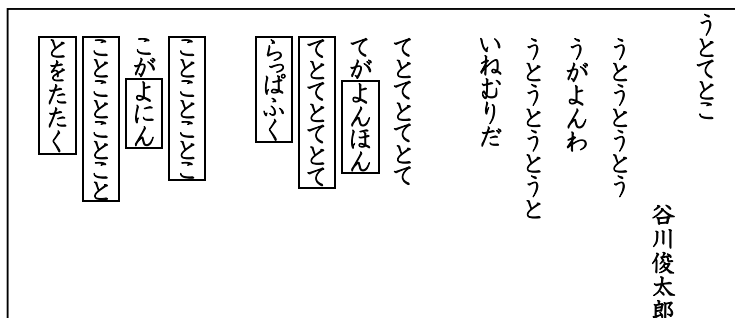 うとてとこ
谷川俊太郎
うとうとうとう
うがよんわ
うとうとうとうと
いねむりだ
てとてとてとて
てがよんほん
てとてとてとて
らっぱふく
ことことことこ
こがよにん
ことことことこと
とをたたく